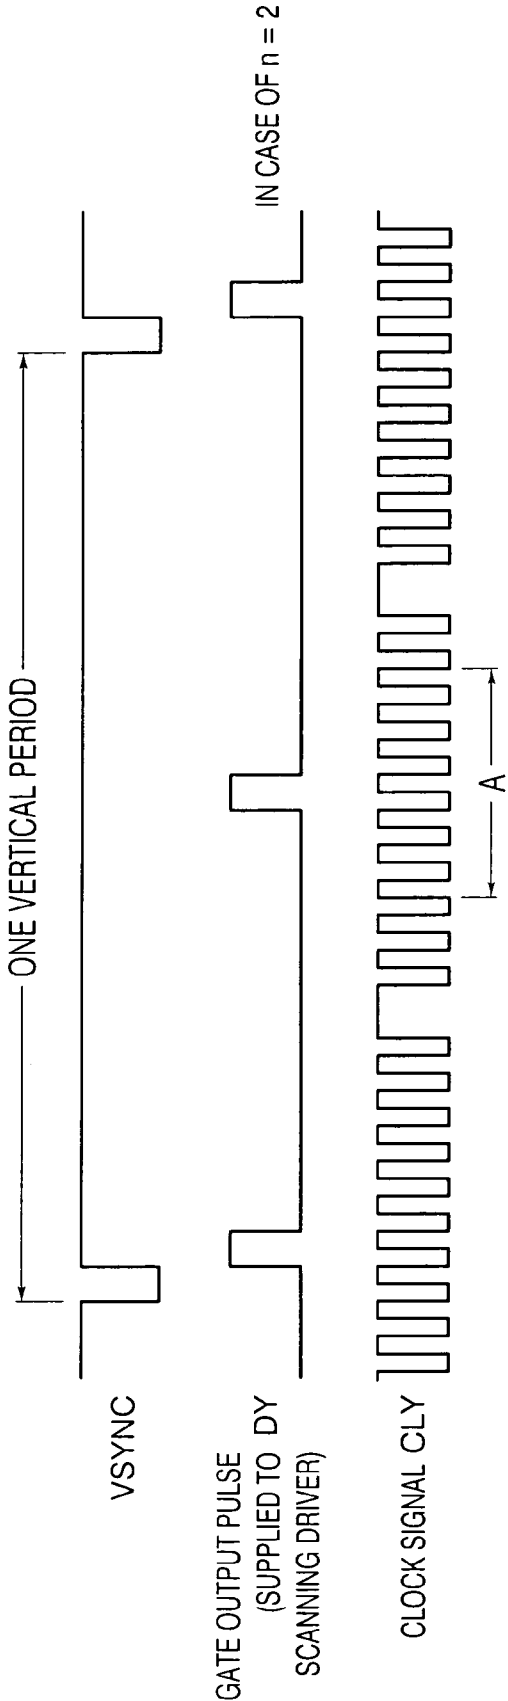 ONE VERTICAL PERIOD
VSYNC
IN CASE OF n = 2
GATE OUTPUT PULSE
(SUPPLIED TO DY
SCANNING DRIVER)
CLOCK SIGNAL CLY
A